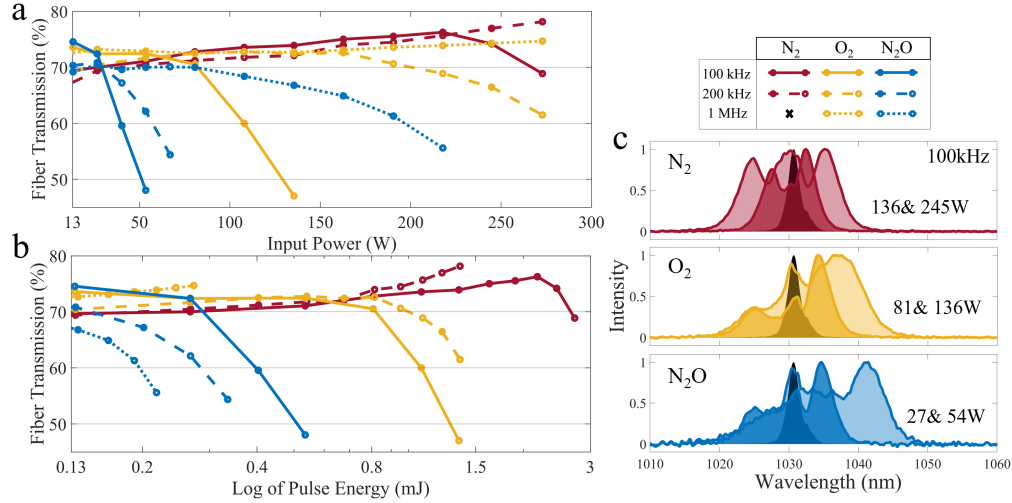 a
Fiber Transmission (%)
80
70
60
50
13
50
100
150
200
250
300
Input Power (W)
b
Fiber Transmission (%)
80
70
60
50
0.13
0.2
0.4
0.8
1.5
3
Log of Pulse Energy (mJ)
N2 O2 N2O
100 kHz
200 kHz
1 MHz
c
Intensity
N2
100kHz
136& 245W
1
0.5
0
O2
81& 136W
1
0.5
0
N2O
27& 54W
1
0.5
0
1010
1020
1030
1040
1050
1060
Wavelength (nm)